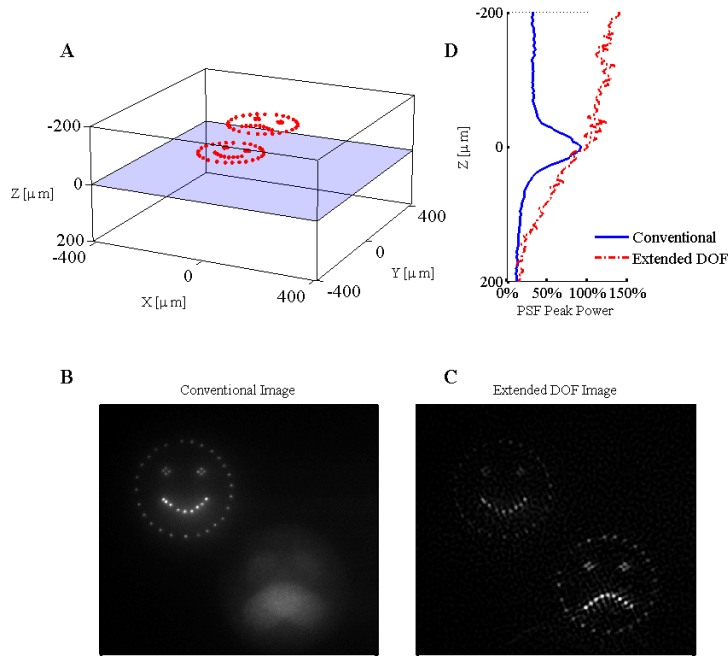 A
-200
Z [μm]
0
200
-400
0
X [μm]
400
-400
0
Y [μm]
400
D
-200
Z [μm]
0
200
Conventional
Extended DOF
0%
50%
100%
150%
PSF Peak Power
B
Conventional Image
C
Extended DOF Image